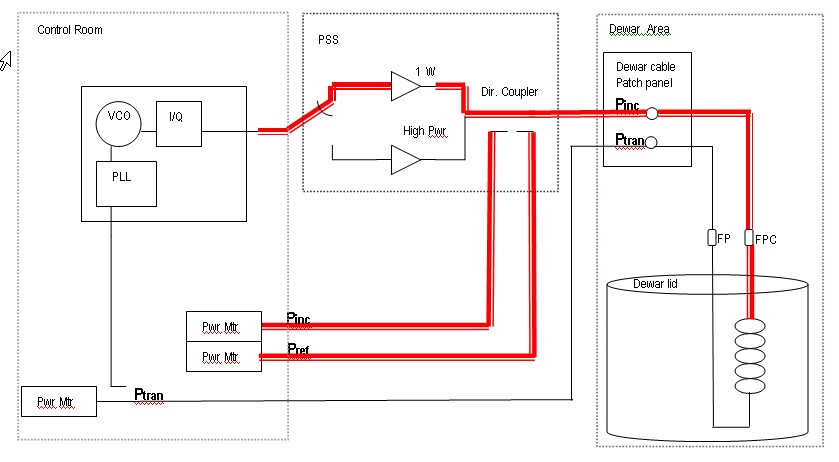 Control Room
PSS
Dewar Area
1 W
Dewar cable
Patch panel
Dir. Coupler
Pinc
VCO
I/Q
High Pwr
Ptran
PLL
FP
FPC
Dewar lid
Pinc
Pwr Mtr
Pref
Pwr Mtr
Ptran
Pwr Mtr